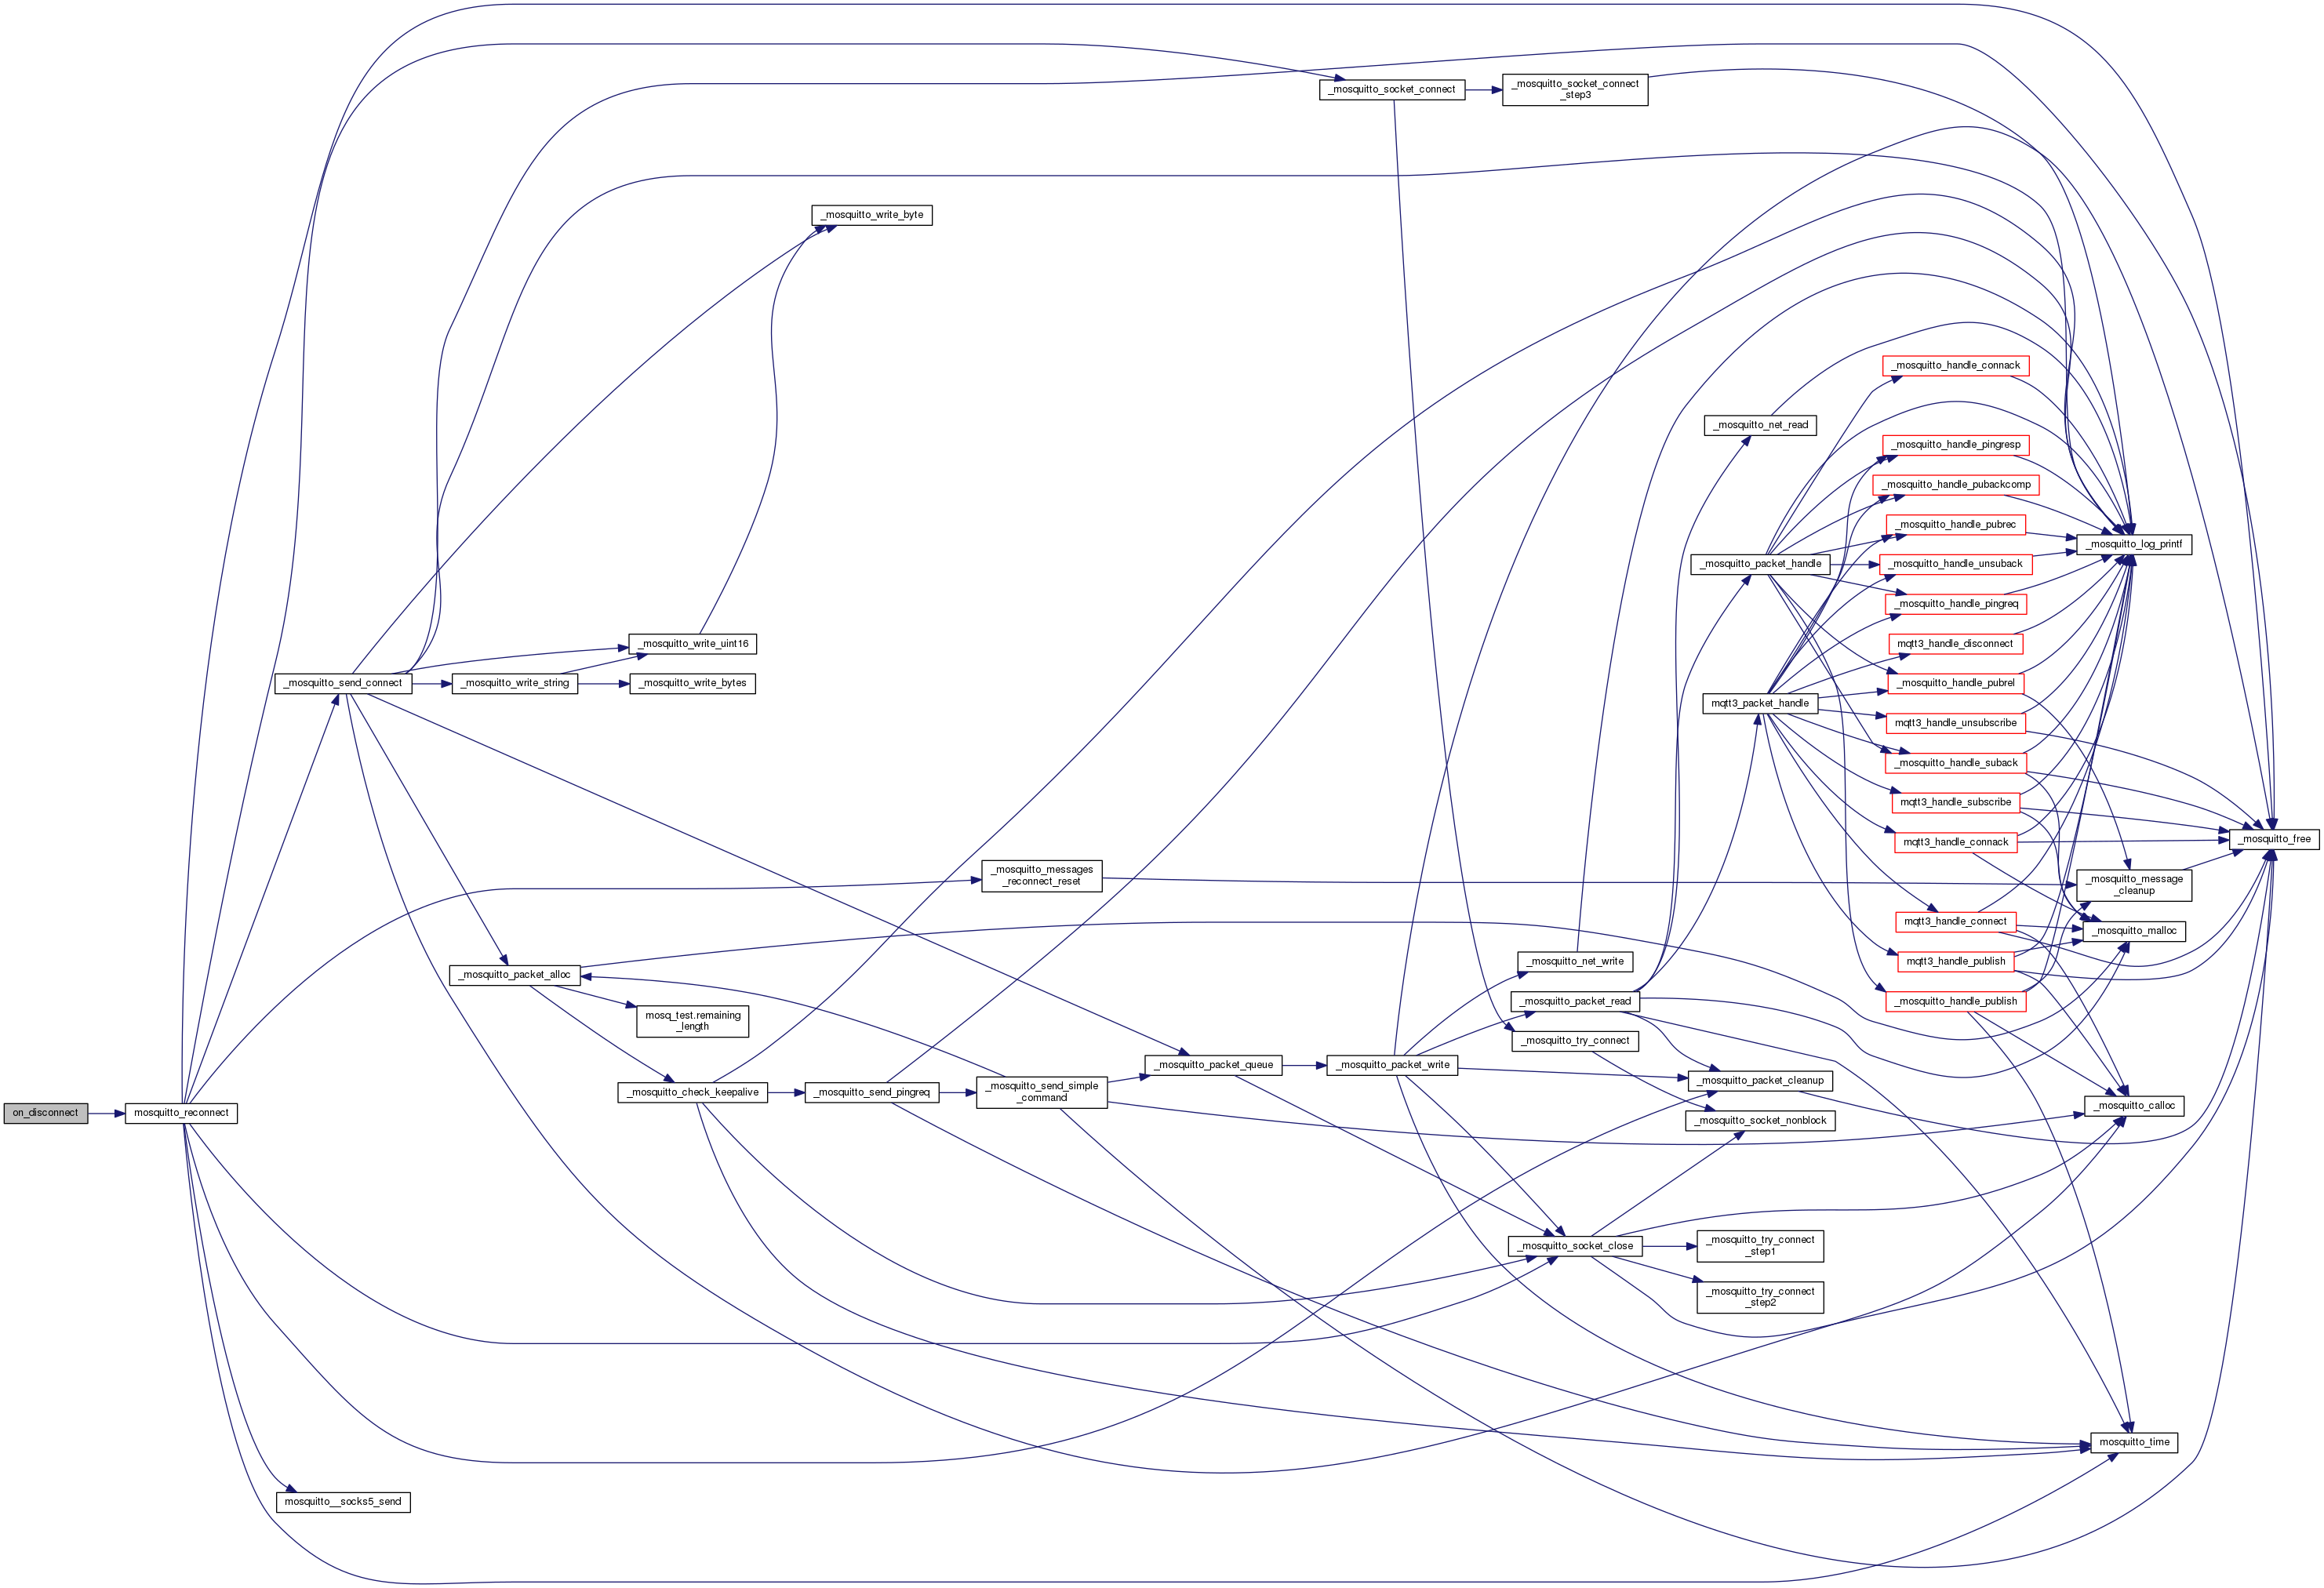 _mosquitto_socket_connect
_mosquitto_socket_connect
_step3
_mosquitto_write_byte
_mosquitto_handle_connack
_mosquitto_net_read
_mosquitto_handle_pingresp
_mosquitto_handle_pubackcomp
_mosquitto_handle_pubrec
_mosquitto_log_printf
_mosquitto_packet_handle
_mosquitto_handle_unsuback
_mosquitto_handle_pingreq
_mosquitto_write_uint16
mqtt3_handle_disconnect
_mosquitto_send_connect
_mosquitto_write_string
_mosquitto_write_bytes
_mosquitto_handle_pubrel
mqtt3_packet_handle
mqtt3_handle_unsubscribe
_mosquitto_handle_suback
mqtt3_handle_subscribe
mqtt3_handle_connack
_mosquitto_free
_mosquitto_messages
_reconnect_reset
_mosquitto_message
_cleanup
mqtt3_handle_connect
_mosquitto_malloc
_mosquitto_net_write
mqtt3_handle_publish
_mosquitto_packet_alloc
_mosquitto_packet_read
_mosquitto_handle_publish
mosq_test.remaining
_length
_mosquitto_try_connect
_mosquitto_packet_queue
_mosquitto_packet_write
_mosquitto_packet_cleanup
_mosquitto_check_keepalive
_mosquitto_send_pingreq
_mosquitto_send_simple
_command
_mosquitto_calloc
on_disconnect
mosquitto_reconnect
_mosquitto_socket_nonblock
_mosquitto_socket_close
_mosquitto_try_connect
_step1
_mosquitto_try_connect
_step2
mosquitto_time
mosquitto__socks5_send